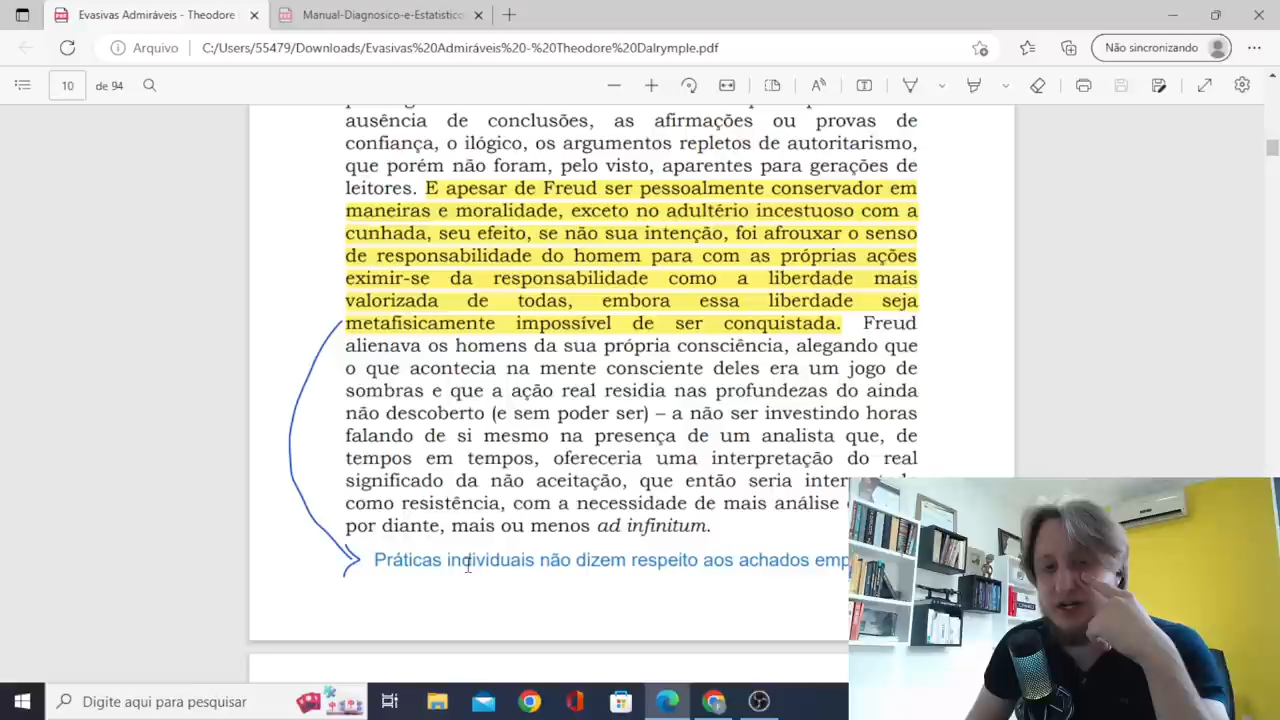 Evasivas Admiráveis - Theodore
Manual-Diagnosico-e-Estatistico
Arquivo
C:/Users/55479/Downloads/Evasivas%20Admiráveis%20-%20Theodore%20Dalrymple.pdf
Não sincronizando
10
de 94
ausência de conclusões, as afirmações ou provas de
confiança, o ilógico, os argumentos repletos de autoritarismo,
que porém não foram, pelo visto, aparentes para gerações de
leitores. E apesar de Freud ser pessoalmente conservador em
maneiras e moralidade, exceto no adultério incestuoso com a
cunhada, seu efeito, se não sua intenção, foi afrouxar o senso
de responsabilidade do homem para com as próprias ações
eximir-se da responsabilidade como a liberdade mais
valorizada de todas, embora essa liberdade seja
metafisicamente impossível de ser conquistada. Freud
alienava os homens da sua própria consciência, alegando que
o que acontecia na mente consciente deles era um jogo de
sombras e que a ação real residia nas profundezas do ainda
não descoberto (e sem poder ser) – a não ser investindo horas
falando de si mesmo na presença de um analista que, de
tempos em tempos, ofereceria uma interpretação do real
significado da não aceitação, que então seria
como resistência, com a necessidade de mais análise
por diante, mais ou menos ad infinitum.
Práticas individuais não dizem respeito aos achados
Digite aqui para pesquisar